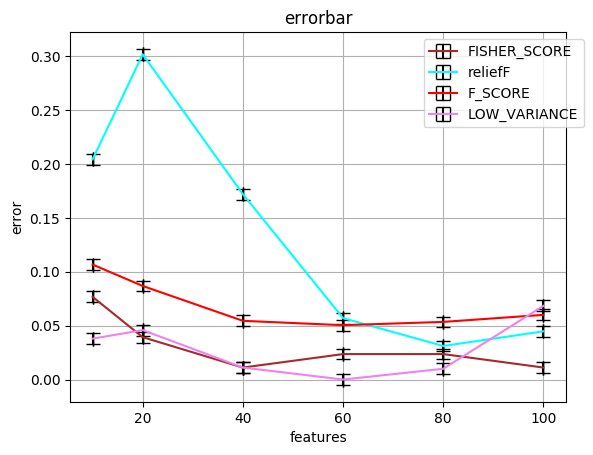 errorbar
FISHER_SCORE
reliefF
F_SCORE
LOW_VARIANCE
error
0.30
0.25
0.20
0.15
0.10
0.05
0.00
20 40 60 80 100
features